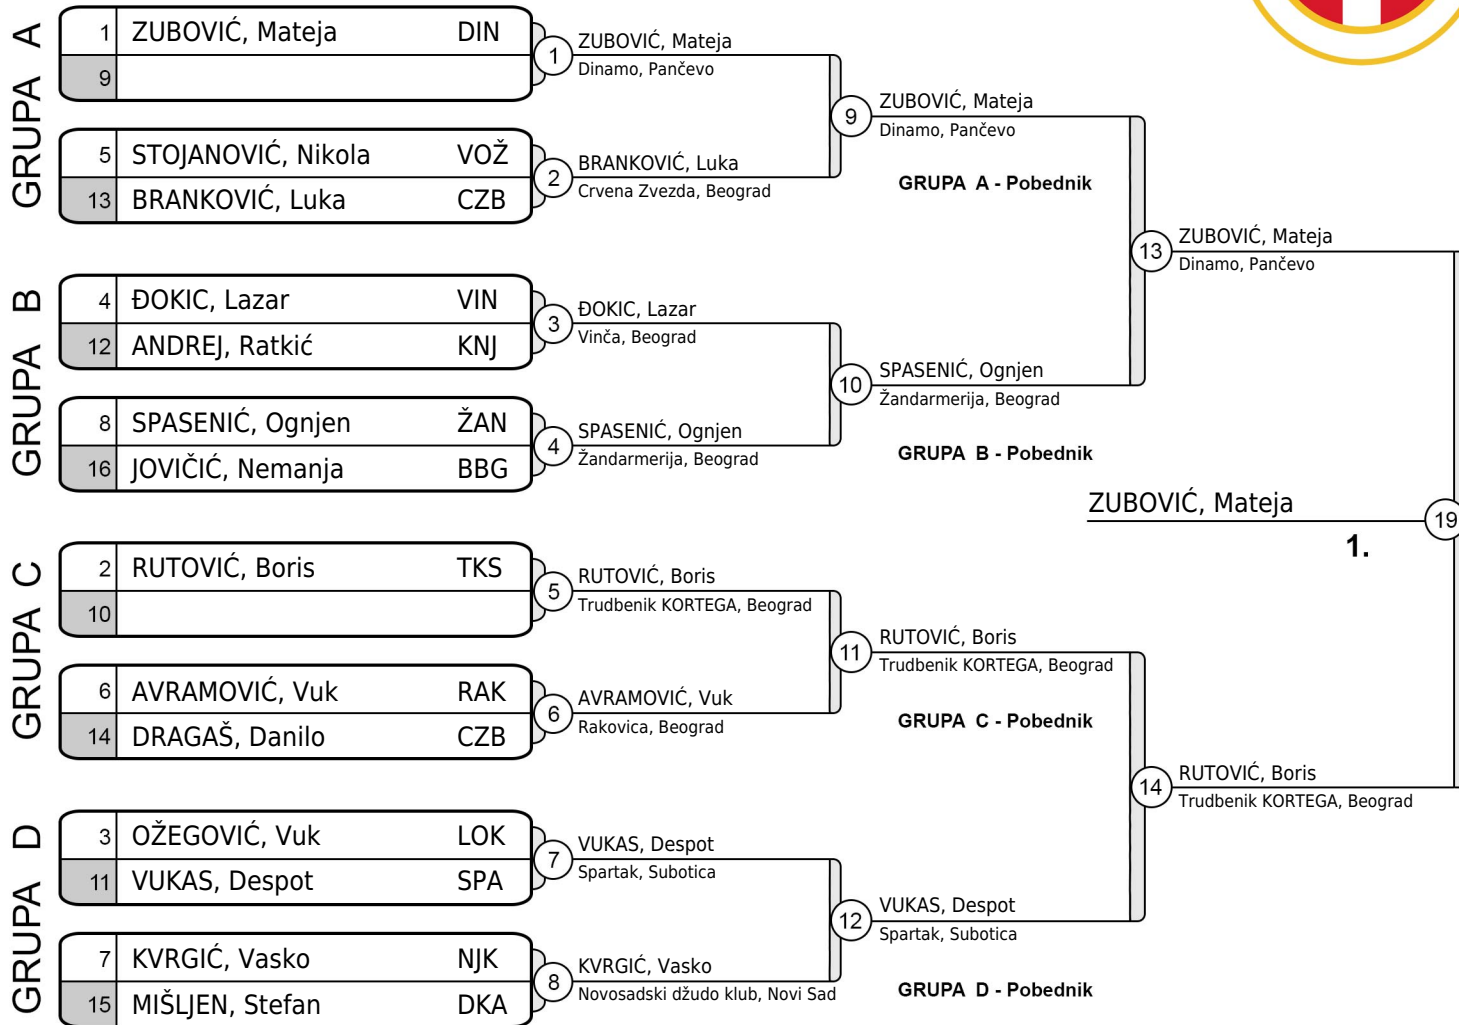 GRUPA A
1 ZUBOVIĆ, Mateja DIN
9
5 STOJANOVIĆ, Nikola VOŽ
13 BRANKOVIĆ, Luka CZB
GRUPA B
4 ĐOKIC, Lazar VIN
12 ANDREJ, Ratkić KNJ
8 SPASENIĆ, Ognjen ŽAN
16 JOVIČIĆ, Nemanja BBG
GRUPA C
2 RUTOVIĆ, Boris TKS
10
6 AVRAMOVIĆ, Vuk RAK
14 DRAGAŠ, Danilo CZB
GRUPA D
3 OŽEGOVIĆ, Vuk LOK
11 VUKAS, Despot SPA
7 KVRGIĆ, Vasko NJK
15 MIŠLJEN, Stefan DKA
1
ZUBOVIĆ, Mateja
Dinamo, Pančevo
2
BRANKOVIĆ, Luka
Crvena Zvezda, Beograd
3
ĐOKIC, Lazar
Vinča, Beograd
4
SPASENIĆ, Ognjen
Žandarmerija, Beograd
5
RUTOVIĆ, Boris
Trudbenik KORTEGA, Beograd
6
AVRAMOVIĆ, Vuk
Rakovica, Beograd
7
VUKAS, Despot
Spartak, Subotica
8
KVRGIĆ, Vasko
Novosadski džudo klub, Novi Sad
9
ZUBOVIĆ, Mateja
Dinamo, Pančevo
GRUPA A - Pobednik
10
SPASENIĆ, Ognjen
Žandarmerija, Beograd
GRUPA B - Pobednik
11
RUTOVIĆ, Boris
Trudbenik KORTEGA, Beograd
GRUPA C - Pobednik
12
VUKAS, Despot
Spartak, Subotica
GRUPA D - Pobednik
13
ZUBOVIĆ, Mateja
Dinamo, Pančevo
14
RUTOVIĆ, Boris
Trudbenik KORTEGA, Beograd
ZUBOVIĆ, Mateja
19
1.